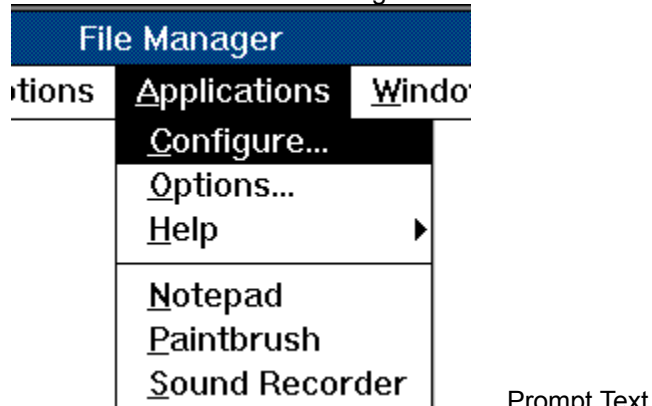 File Manager
Applications
Configure...
Options...
Help
Notepad
Paintbrush
Sound Recorder
Prompt Text